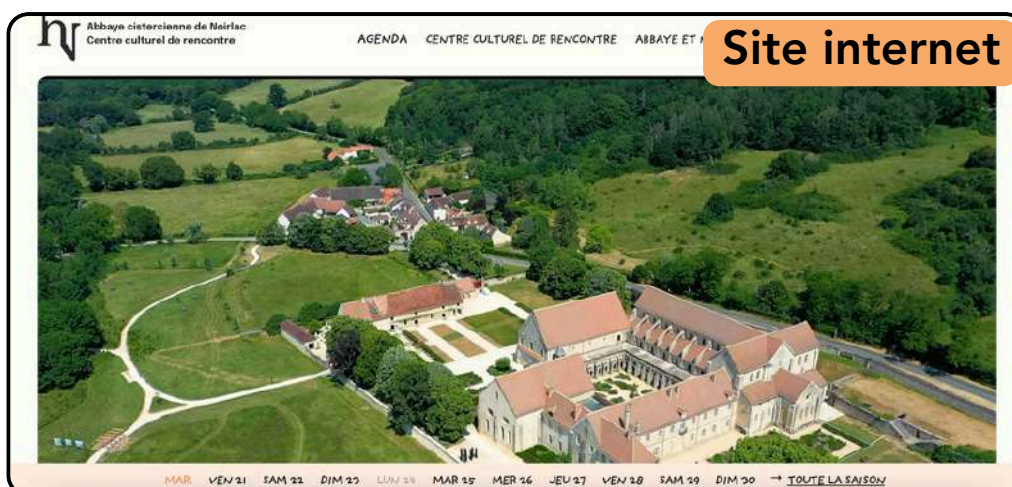 Abbaye cistercienne de Noirlac
Centre culturel de rencontre
AGENDA CENTRE CULTUREL DE RENCONTRE ABBAYE ET
Site internet
MAR VEN 21 SAM 22 DIM 23 LUN 24 MAR 25 MER 26 JEU 27 VEN 28 SAM 29 DIM 30 → TOUTE LA SAISON